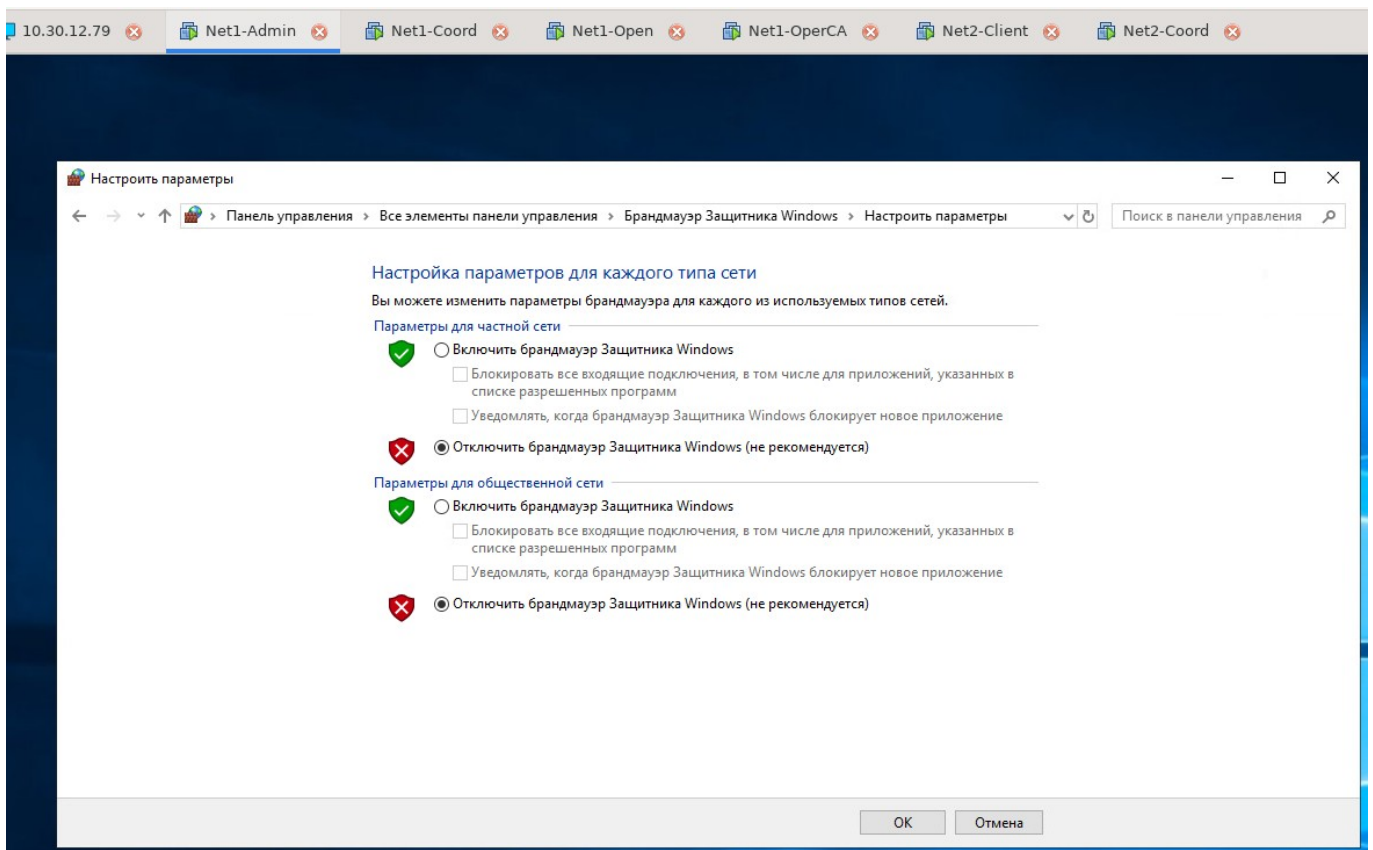 10.30.12.79 Net1-Admin Net1-Coord Net1-Open Net1-OperCA Net2-Client Net2-Coord
Настроить параметры
Панель управления > Все элементы панели управления > Брандмауэр Защитника Windows > Настроить параметры Поиск в панели управления
Настройка параметров для каждого типа сети
Вы можете изменить параметры брандмауэра для каждого из используемых типов сетей.
Параметры для частной сети
Включить брандмауэр Защитника Windows
Блокировать все входящие подключения, в том числе для приложений, указанных в
списке разрешенных программ
Уведомлять, когда брандмауэр Защитника Windows блокирует новое приложение
Отключить брандмауэр Защитника Windows (не рекомендуется)
Параметры для общественной сети
Включить брандмауэр Защитника Windows
Блокировать все входящие подключения, в том числе для приложений, указанных в
списке разрешенных программ
Уведомлять, когда брандмауэр Защитника Windows блокирует новое приложение
Отключить брандмауэр Защитника Windows (не рекомендуется)
ОК Отмена